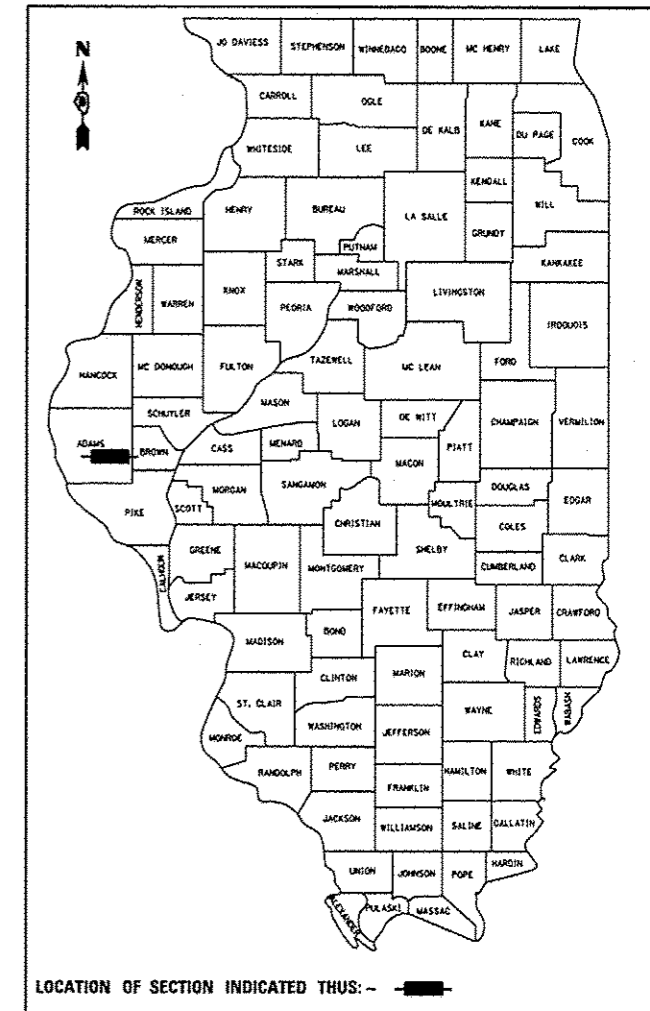 N
JO DAVIESS
STEPHENSON
WINNEBAGO
BOONE
MC HENRY
LAKE
CARROLL
OGLE
DE KALB
KANE
DU PAGE
COOK
WHITESIDE
LEE
KENDALL
WILL
ROCK ISLAND
HENRY
BUREAU
LA SALLE
GRUNDY
MERCER
PUTNAM
KANKAKEE
STARK
MARSHALL
HENDERSON
WARREN
KNOX
PEORIA
WOODFORD
LIVINGSTON
IROQUOIS
HANCOCK
MC DONOUGH
FULTON
TAZEWELL
MC LEAN
FORD
SCHUYLER
MASON
LOGAN
DE WITT
CHAMPAIGN
VERMILION
ADAMS
BROWN
CASS
MENARD
MACON
PIATT
PIKE
SCOTT
MORGAN
SANGAMON
CHRISTIAN
MOULTRIE
DOUGLAS
EDGAR
COLES
CALHOUN
GREENE
MACOUPIN
MONTGOMERY
SHELBY
CUMBERLAND
CLARK
JERSEY
FAYETTE
EFFINGHAM
JASPER
CRAWFORD
MADISON
BOND
CLAY
RICHLAND
LAWRENCE
CLINTON
MARION
ST. CLAIR
WAYNE
EDWARDS
WABASH
WASHINGTON
JEFFERSON
MONROE
RANDOLPH
PERRY
HAMILTON
WHITE
FRANKLIN
JACKSON
WILLIAMSON
SALINE
GALLATIN
UNION
JOHNSON
POPE
HARDIN
ALEXANDER
PULASKI
MASSAC
LOCATION OF SECTION INDICATED THUS: -